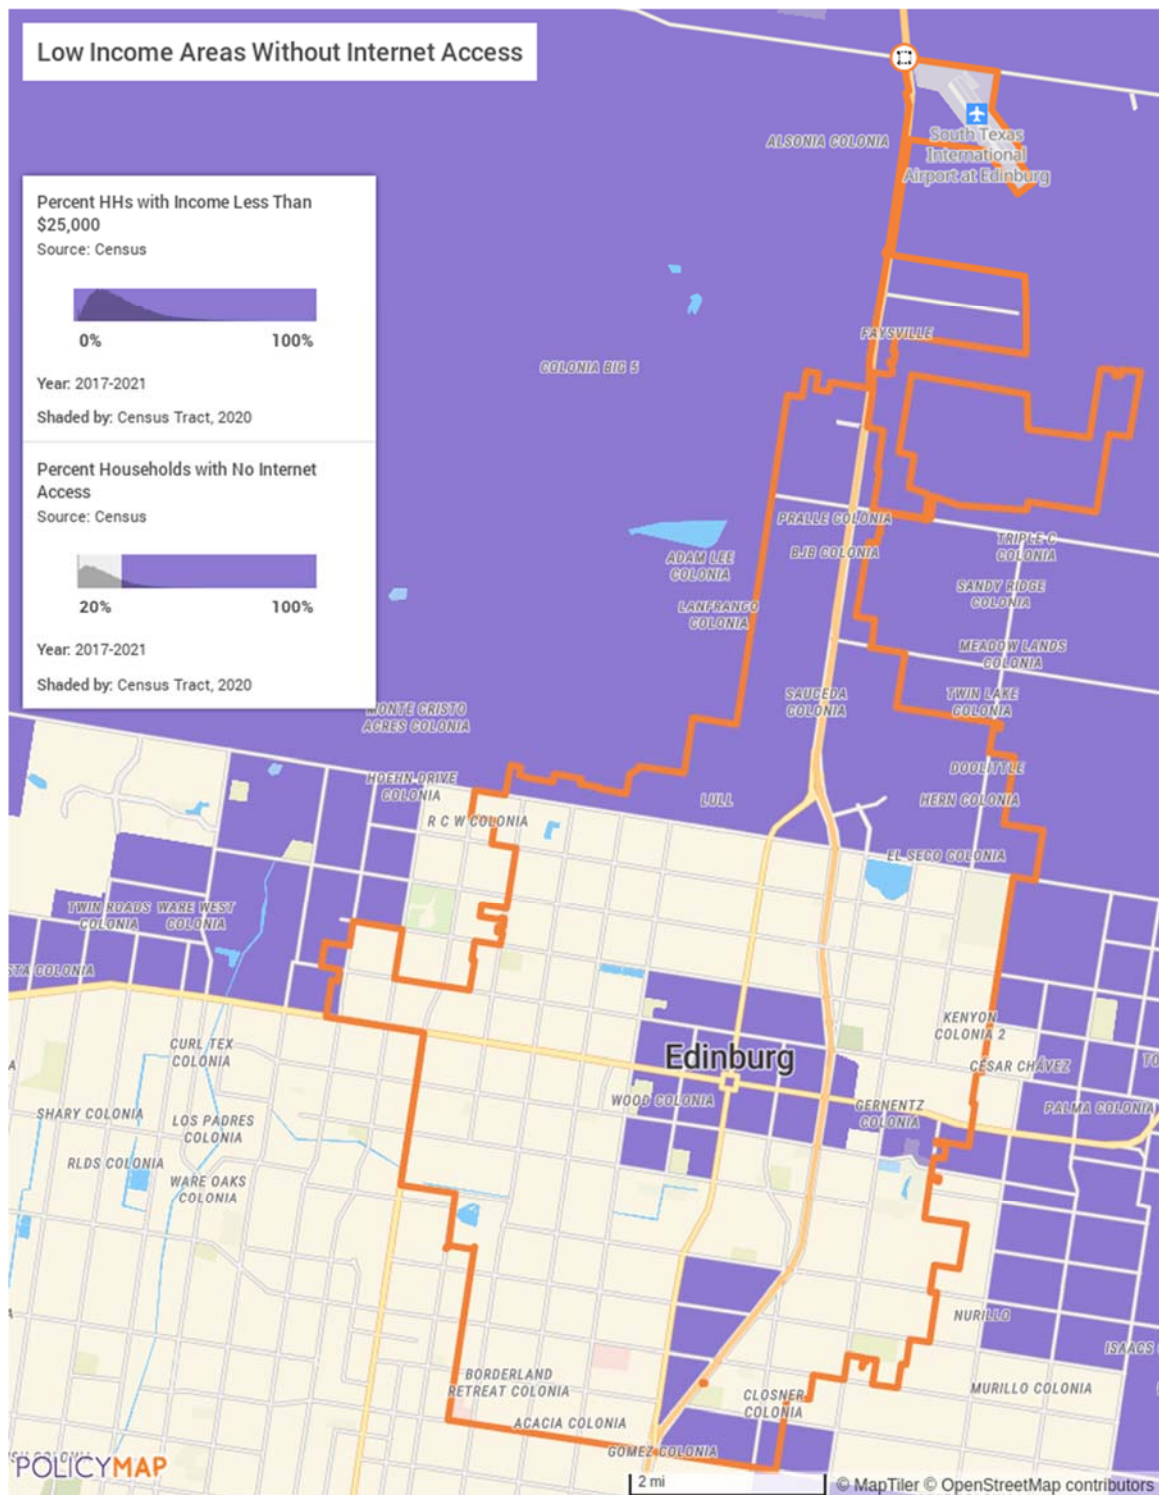 Low Income Areas Without Internet Access
Percent HHs with Income Less Than
$25,000
Source: Census
0%
100%
Year: 2017-2021
Shaded by: Census Tract, 2020
Percent Households with No Internet
Access
Source: Census
20%
100%
Year: 2017-2021
Shaded by: Census Tract, 2020
ALSONIA COLONIA
South Texas
International
Airport at Edinburg
FAYSVILLE
COLONIA BIG 5
PRALLE COLONIA
BJB COLONIA
TRIPLE C
COLONIA
ADAM LEE
COLONIA
SANDY RIDGE
COLONIA
LANFRANCO
COLONIA
MEADOW LANDS
COLONIA
SAUCEDA
COLONIA
TWIN LAKE
COLONIA
MONTE CRISTO
ACRES COLONIA
DOOLITTLE
HOEHN DRIVE
COLONIA
LULL
HERN COLONIA
R C W COLONIA
EL SECO COLONIA
TWIN ROADS
COLONIA
WARE WEST
COLONIA
STA COLONIA
KENYON
COLONIA 2
CURL TEX
COLONIA
Edinburg
CÉSAR CHÁVEZ
TO
A
WOOD COLONIA
GERNENTZ
COLONIA
PALMA COLONIA
SHARY COLONIA
LOS PADRES
COLONIA
RLDS COLONIA
WARE OAKS
COLONIA
NURILLO
A
ISAACS
BORDERLAND
RETREAT COLONIA
CLOSNER
COLONIA
MURILLO COLONIA
ACACIA COLONIA
GOMEZ COLONIA
POLICYMAP
2 mi
© MapTiler © OpenStreetMap contributors